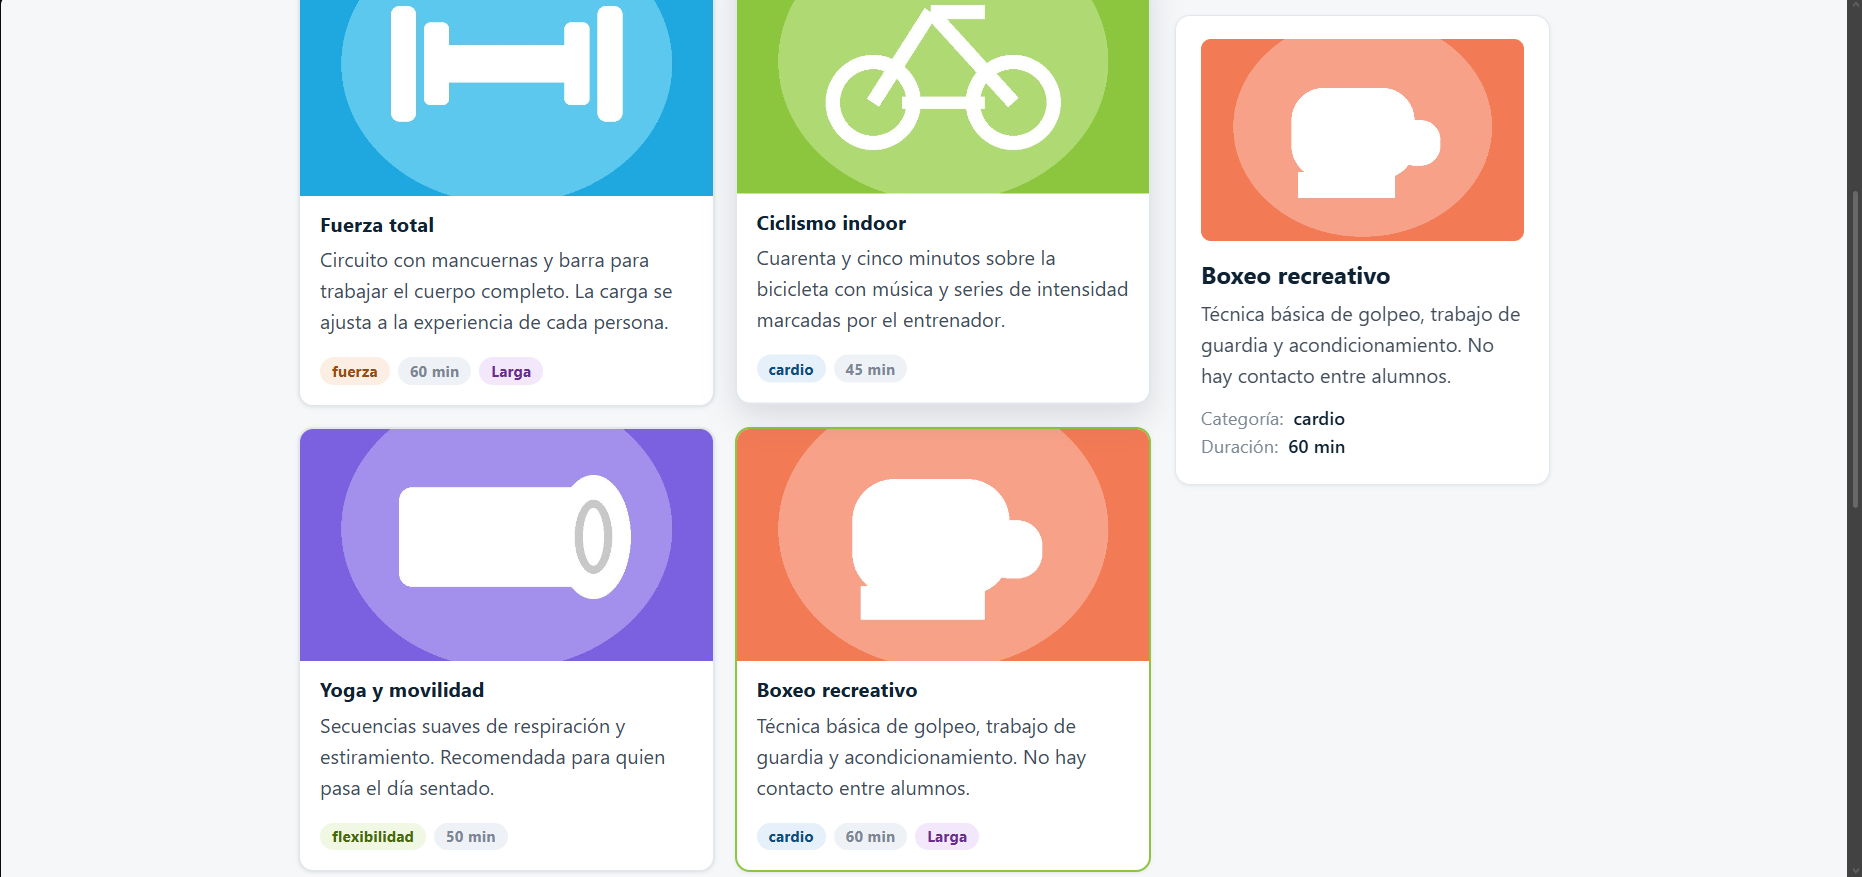 Fuerza total
Circuito con mancuernas y barra para
trabajar el cuerpo completo. La carga se
ajusta a la experiencia de cada persona.
fuerza 60 min Larga
Ciclismo indoor
Cuarenta y cinco minutos sobre la
bicicleta con música y series de intensidad
marcadas por el entrenador.
cardio 45 min
Yoga y movilidad
Secuencias suaves de respiración y
estiramiento. Recomendada para quien
pasa el día sentado.
flexibilidad 50 min
Boxeo recreativo
Técnica básica de golpeo, trabajo de
guardia y acondicionamiento. No hay
contacto entre alumnos.
cardio 60 min Larga
Boxeo recreativo
Técnica básica de golpeo, trabajo de
guardia y acondicionamiento. No
hay contacto entre alumnos.
Categoría: cardio
Duración: 60 min